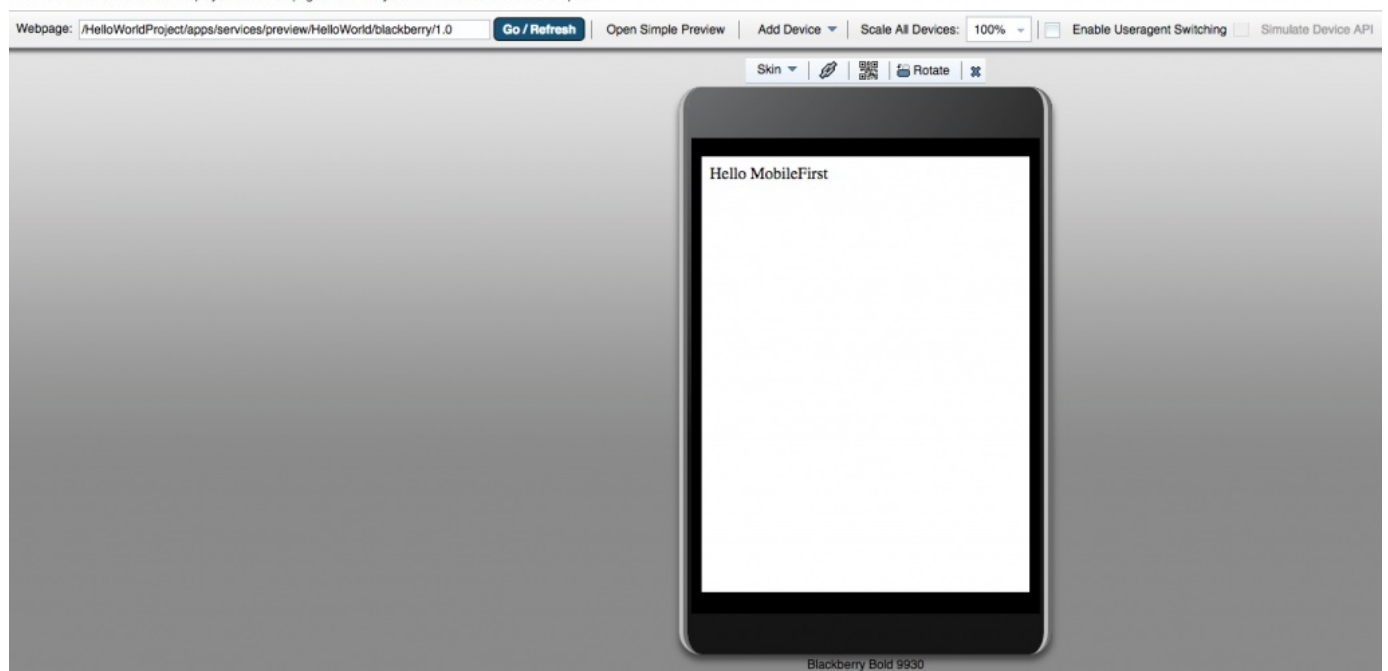 Webpage: /HelloWorldProject/apps/services/preview/HelloWorld/blackberry/1.0 Go / Refresh Open Simple Preview Add Device Scale All Devices: 100% Enable Useragent Switching Simulate Device API
Skin Rotate
Hello MobileFirst
Blackberry Bold 9930